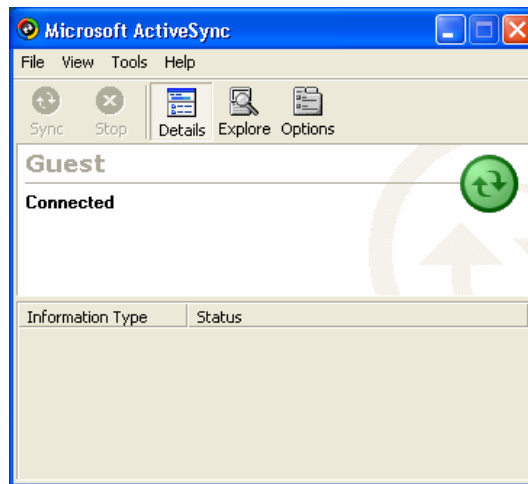 Microsoft ActiveSync
File View Tools Help
Sync Stop Details Explore Options
Guest
Connected
Information Type Status